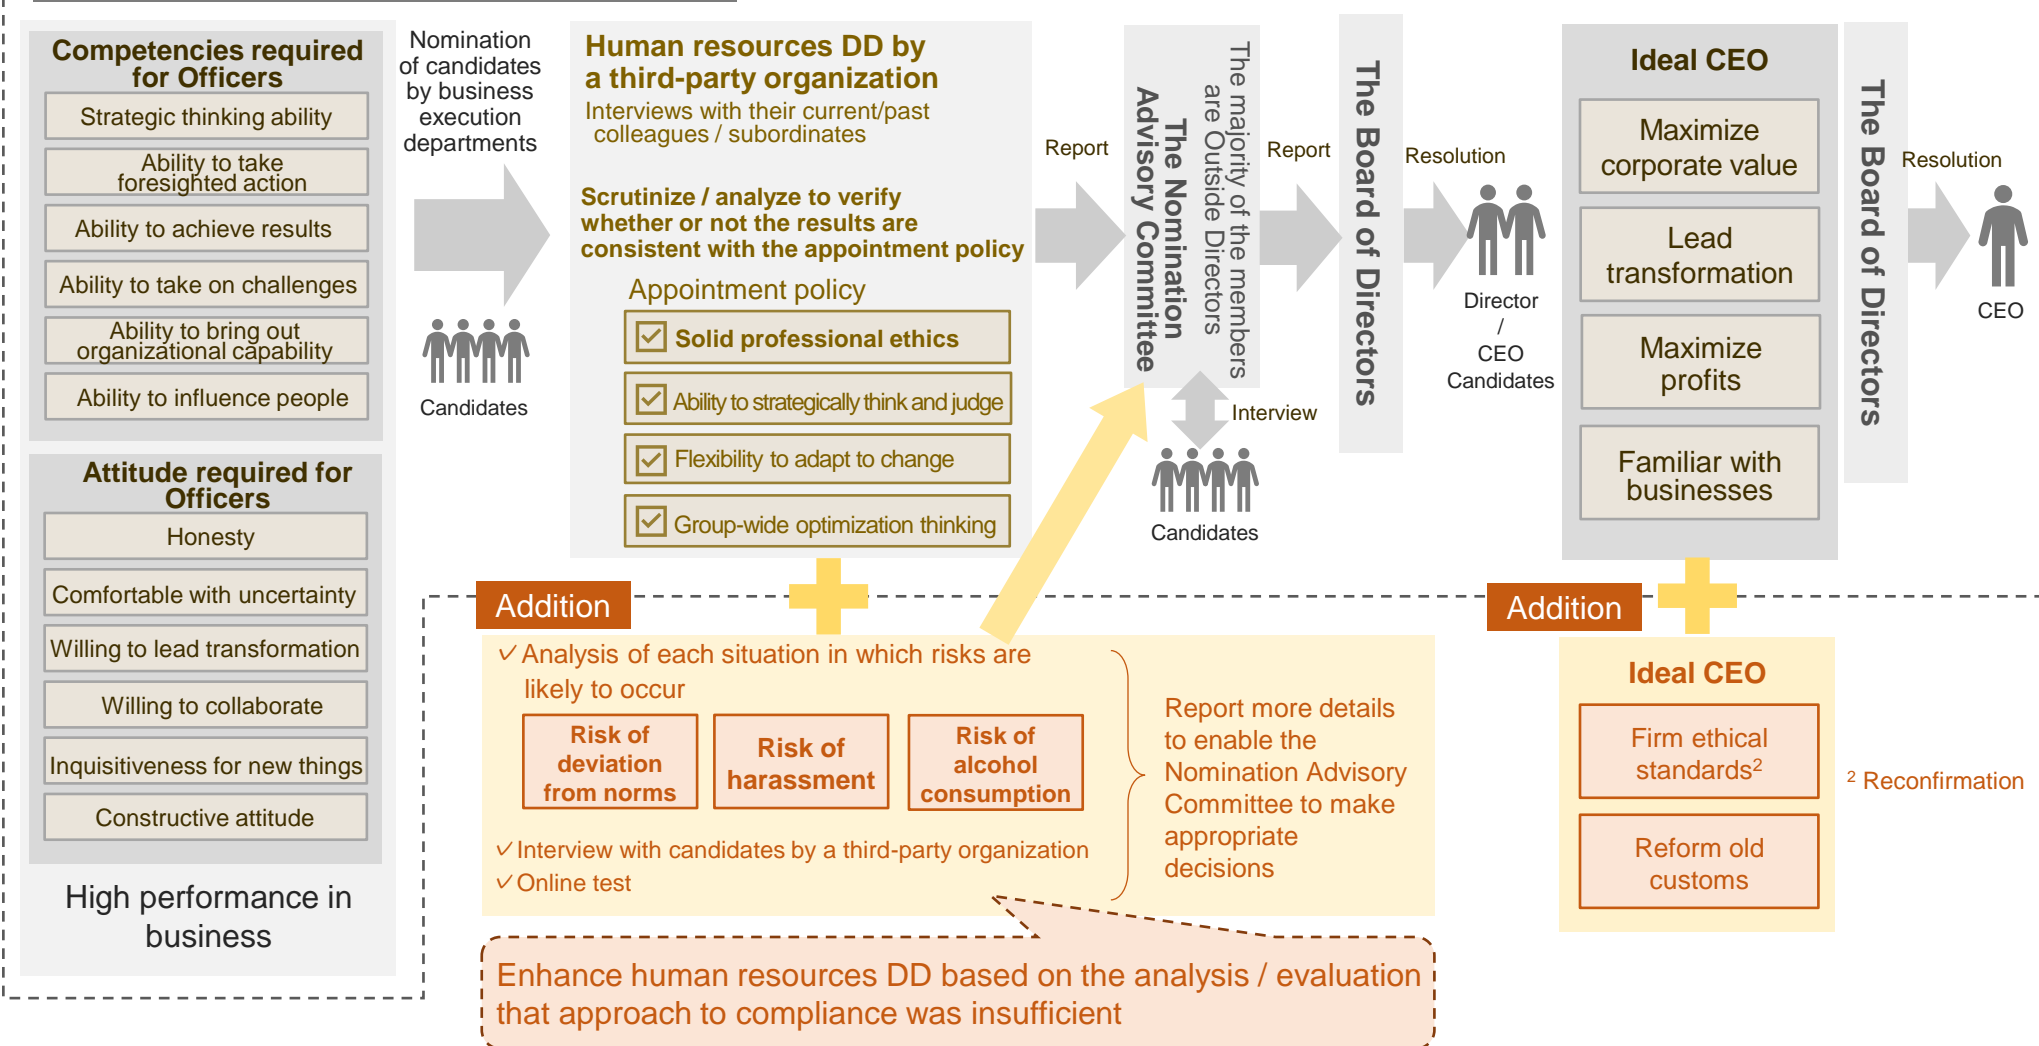 Competencies required
for Officers
Strategic thinking ability
Ability to take
foresighted action
Ability to achieve results
Ability to take on challenges
Ability to bring out
organizational capability
Ability to influence people
Attitude required for
Officers
Honesty
Comfortable with uncertainty
Willing to lead transformation
Willing to collaborate
Inquisitiveness for new things
Constructive attitude
High performance in
business
Nomination
of candidates
by business
execution
departments
Candidates
Human resources DD by
a third-party organization
Interviews with their current/past
colleagues / subordinates
Scrutinize / analyze to verify
whether or not the results are
consistent with the appointment policy
Appointment policy
Solid professional ethics
Ability to strategically think and judge
Flexibility to adapt to change
Group-wide optimization thinking
Report
The Nomination
Advisory Committee
The majority of the members
are Outside Directors
Interview
Candidates
Report
The Board of Directors
Resolution
Director
/
CEO
Candidates
Ideal CEO
Maximize
corporate value
Lead
transformation
Maximize
profits
Familiar with
businesses
The Board of Directors
Resolution
CEO
Addition
✓ Analysis of each situation in which risks are
likely to occur
Risk of
deviation
from norms
Risk of
harassment
Risk of
alcohol
consumption
✓ Interview with candidates by a third-party organization
✓ Online test
Report more details
to enable the
Nomination Advisory
Committee to make
appropriate
decisions
Enhance human resources DD based on the analysis / evaluation
that approach to compliance was insufficient
Addition
Ideal CEO
Firm ethical
standards²
Reform old
customs
² Reconfirmation